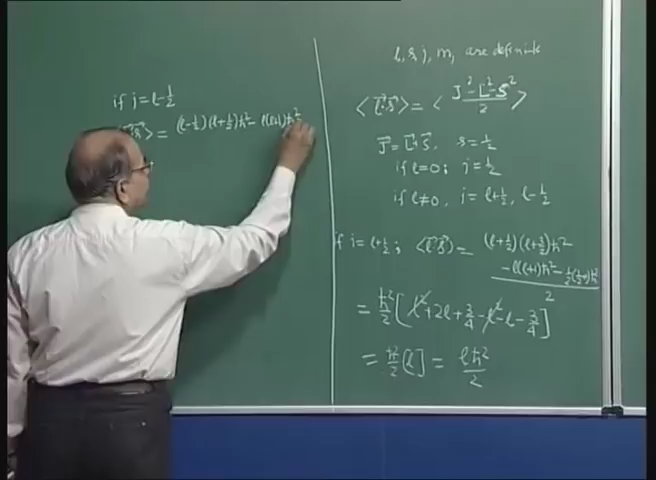 if j = l - 1/2
⟨L⃗·S⃗⟩ = (l-1/2)(l+1/2)ħ² - l(l+1)ħ²
l, s, j, mⱼ are definite
⟨L⃗·S⃗⟩ = ⟨(J² - L² - S²)/2⟩
J⃗ = L⃗+S⃗, s = 1/2
if l=0; j = 1/2
if l≠0, j = l+1/2, l-1/2
if j = l+1/2; ⟨L⃗·S⃗⟩ = (l+1/2)(l+3/2)ħ²
-l(l+1)ħ² - 1/2(1/2+1)ħ²
2
= ħ²/2 [l² + 2l + 3/4 - l² - l - 3/4]
= ħ²/2 [l] = lħ²/2